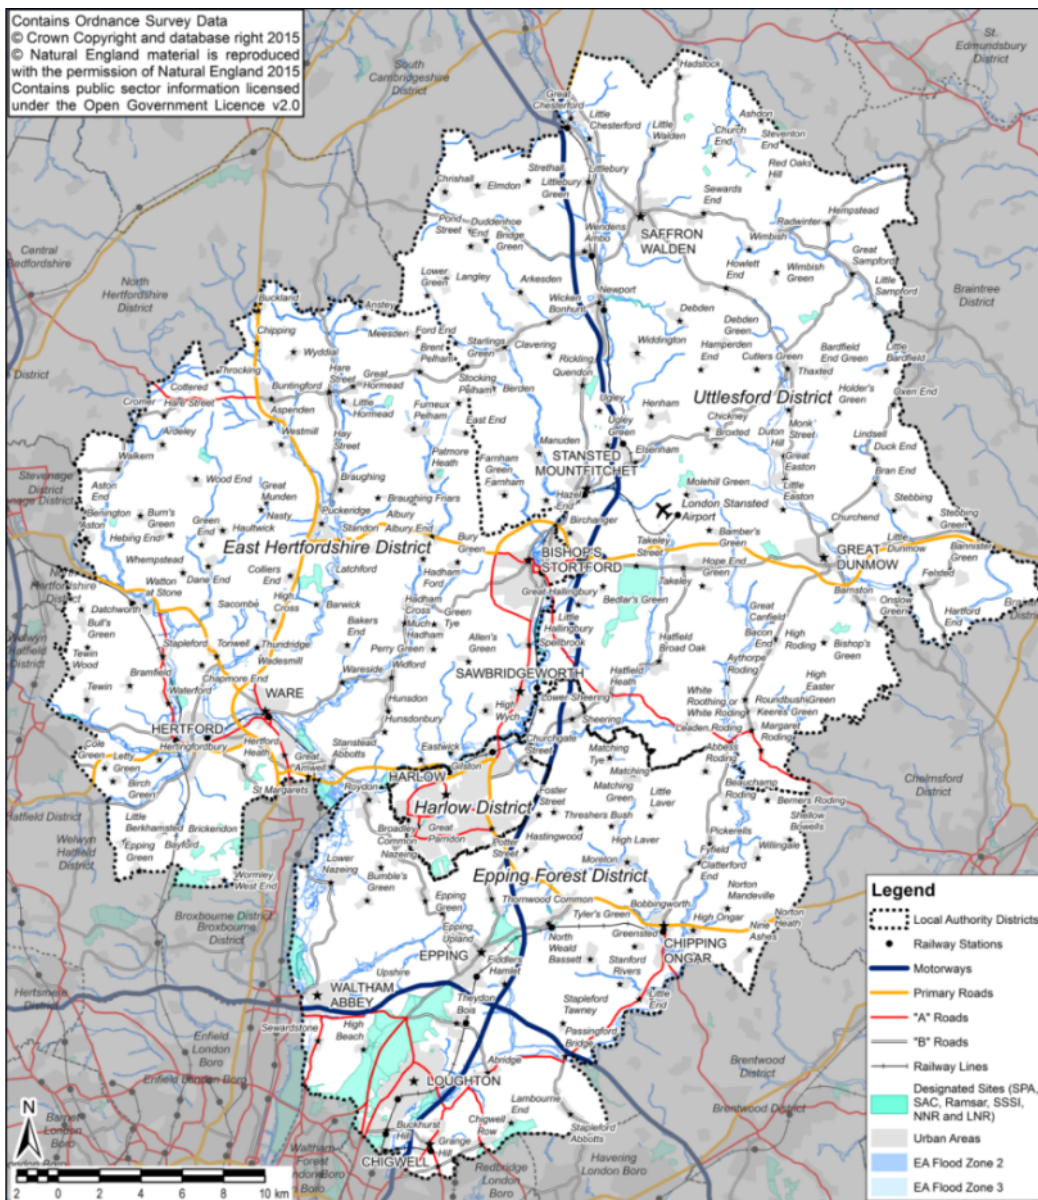 Contains Ordnance Survey Data
© Crown Copyright and database right 2015
© Natural England material is reproduced
with the permission of Natural England 2015
Contains public sector information licensed
under the Open Government Licence v2.0
St.
Edmundsbury
District
South
Cambridgeshire
District
Hadstock
Great
Chesterford
Little
Chesterford
Little
Walden
Ashdon
Church
End
Steventon
End
Strethall
Littlebury
Littlebury
Green
Red Oaks
Hill
Chrishall
Elmdon
Sewards
End
Hempstead
Radwinter
Pond
Street
Duddenhoe
End
Bridge
Green
Wendens
Ambo
SAFFRON
WALDEN
Wimbish
Central
Bedfordshire
Great
Sampford
Howlett
End
Wimbish
Green
Lower
Green
Langley
Arkesden
Little
Sampford
North
Hertfordshire
District
Braintree
District
Buckland
Newport
Wicken
Bonhunt
Anstey
Meesden
Debden
Chipping
Ford End
Brent
Pelham
Starlings
Green
Clavering
Debden
Green
Widdington
Hamperden
End
Bardfield
End Green
Little
Bardfield
Wyddial
Rickling
Cutlers Green
Thaxted
Throcking
Cottered
Hare
Street
Great
Hormead
Quendon
Buntingford
Stocking
Pelham
Berden
Holder's
Green
Oxen End
Cromer
Hare Street
Little
Hormead
Furneux
Pelham
Ugley
Uttlesford District
Henham
Aspenden
Westmill
East End
Ugley
Green
Chickney
Broxted
Monk
Street
Duton
Hill
Ardeley
Hay
Street
Lindsell
Duck End
Walkern
Manuden
Elsenham
STANSTED
MOUNTFITCHET
Patmore
Heath
Farnham
Green
Farnham
Great
Easton
Bran End
Stevenage
District
Aston
End
Wood End
Braughing
Molehill Green
Little
Easton
Stebbing
Great
Munden
Nasty
Braughing Friars
Hazel
End
London Stansted
Airport
Stebbing
Green
Benington
Aston
Burn's
Green
Puckeridge
Albury
Birchanger
Churchend
Hebing End
Green
End
Haultwick
Standon
Albury End
Bury
Green
Takeley
Street
Bamber's
Green
Little
Dunmow
Bannister
Green
East Hertfordshire District
BISHOP'S
STORTFORD
GREAT
DUNMOW
Whempstead
Colliers
End
Latchford
Hadham
Ford
Hope End
Green
Felsted
Watton
at Stone
Dane End
Great Hallingbury
Takeley
Barnston
Datchworth
Sacombe
High
Cross
Barwick
Hadham
Cross
Green
Tye
Bedlar's Green
Onslow
Green
Hartford
End
Bull's
Green
Stapleford
Tonwell
Thundridge
Bakers
End
Much
Hadham
Allen's
Green
Little
Hallingbury
Spellbrook
Great
Canfield
Bacon
End
High
Roding
Bishop's
Green
Tewin
Wood
Wadesmill
Perry Green
Hatfield
Broad Oak
Bramfield
Chapmore End
Wareside
Widford
SAWBRIDGEWORTH
Hatfield
Heath
Aythorpe
Roding
High
Easter
Tewin
Waterford
WARE
Hunsdon
Lower Sheering
White
Roothing or
White Roding
Roundbush
Green
Keeres Green
HERTFORD
Hunsdonbury
High
Wych
Sheering
Leaden Roding
Margaret
Roding
Cole
Green
Hertingfordbury
Hertford
Heath
Stanstead
Abbotts
Eastwick
Churchgate
Street
Matching
Tye
Abbess
Roding
Letty
Green
Great
Amwell
Gilston
Matching
Chelmsford
District
Birch
Green
St Margarets
Roydon
HARLOW
Matching
Green
Beauchamp
Roding
Harlow District
Foster
Street
Little
Laver
Berners Roding
Hatfield District
Little
Berkhamsted
Brickendon
Broadley
Common
Great
Parndon
Threshers Bush
Shellow
Bowells
Welwyn
Hatfield
District
Epping
Green
Bayford
Nazeing
Potter
Street
Hastingwood
High Laver
Pickerells
Fyfield
Willingale
Lower
Nazeing
Moreton
Clatterford
End
Wormley
West End
Bumble's
Green
Epping Forest District
Norton
Mandeville
Broxbourne District
Broxbourne
District
Epping
Green
Thornwood Common
Bobbingworth
Tyler's Green
High Ongar
Norton
Heath
Epping
Upland
Greensted
Nine
Ashes
EPPING
North
Weald
Bassett
CHIPPING
ONGAR
Fiddlers
Hamlet
Upshire
Stanford
Rivers
Hertsmere
District
WALTHAM
ABBEY
Theydon
Bois
Little
End
Stapleford
Tawney
Sewardstone
High
Beach
Passingford
Bridge
Enfield
London
Boro
Abridge
Brentwood
District
Enfield London Boro
LOUGHTON
Lambourne
End
Brentwood District
Barnet
London
Boro
Buckhurst
Hill
Chigwell
Row
Stapleford
Abbotts
Grange
Hill
Waltham
Forest
London
Boro
CHIGWELL
Redbridge
London Boro
Havering
London Boro
Legend
Local Authority Districts
Railway Stations
Motorways
Primary Roads
"A" Roads
"B" Roads
Railway Lines
Designated Sites (SPA,
SAC, Ramsar, SSSI,
NNR and LNR)
Urban Areas
EA Flood Zone 2
EA Flood Zone 3
N
2 0 2 4 6 8 10 km